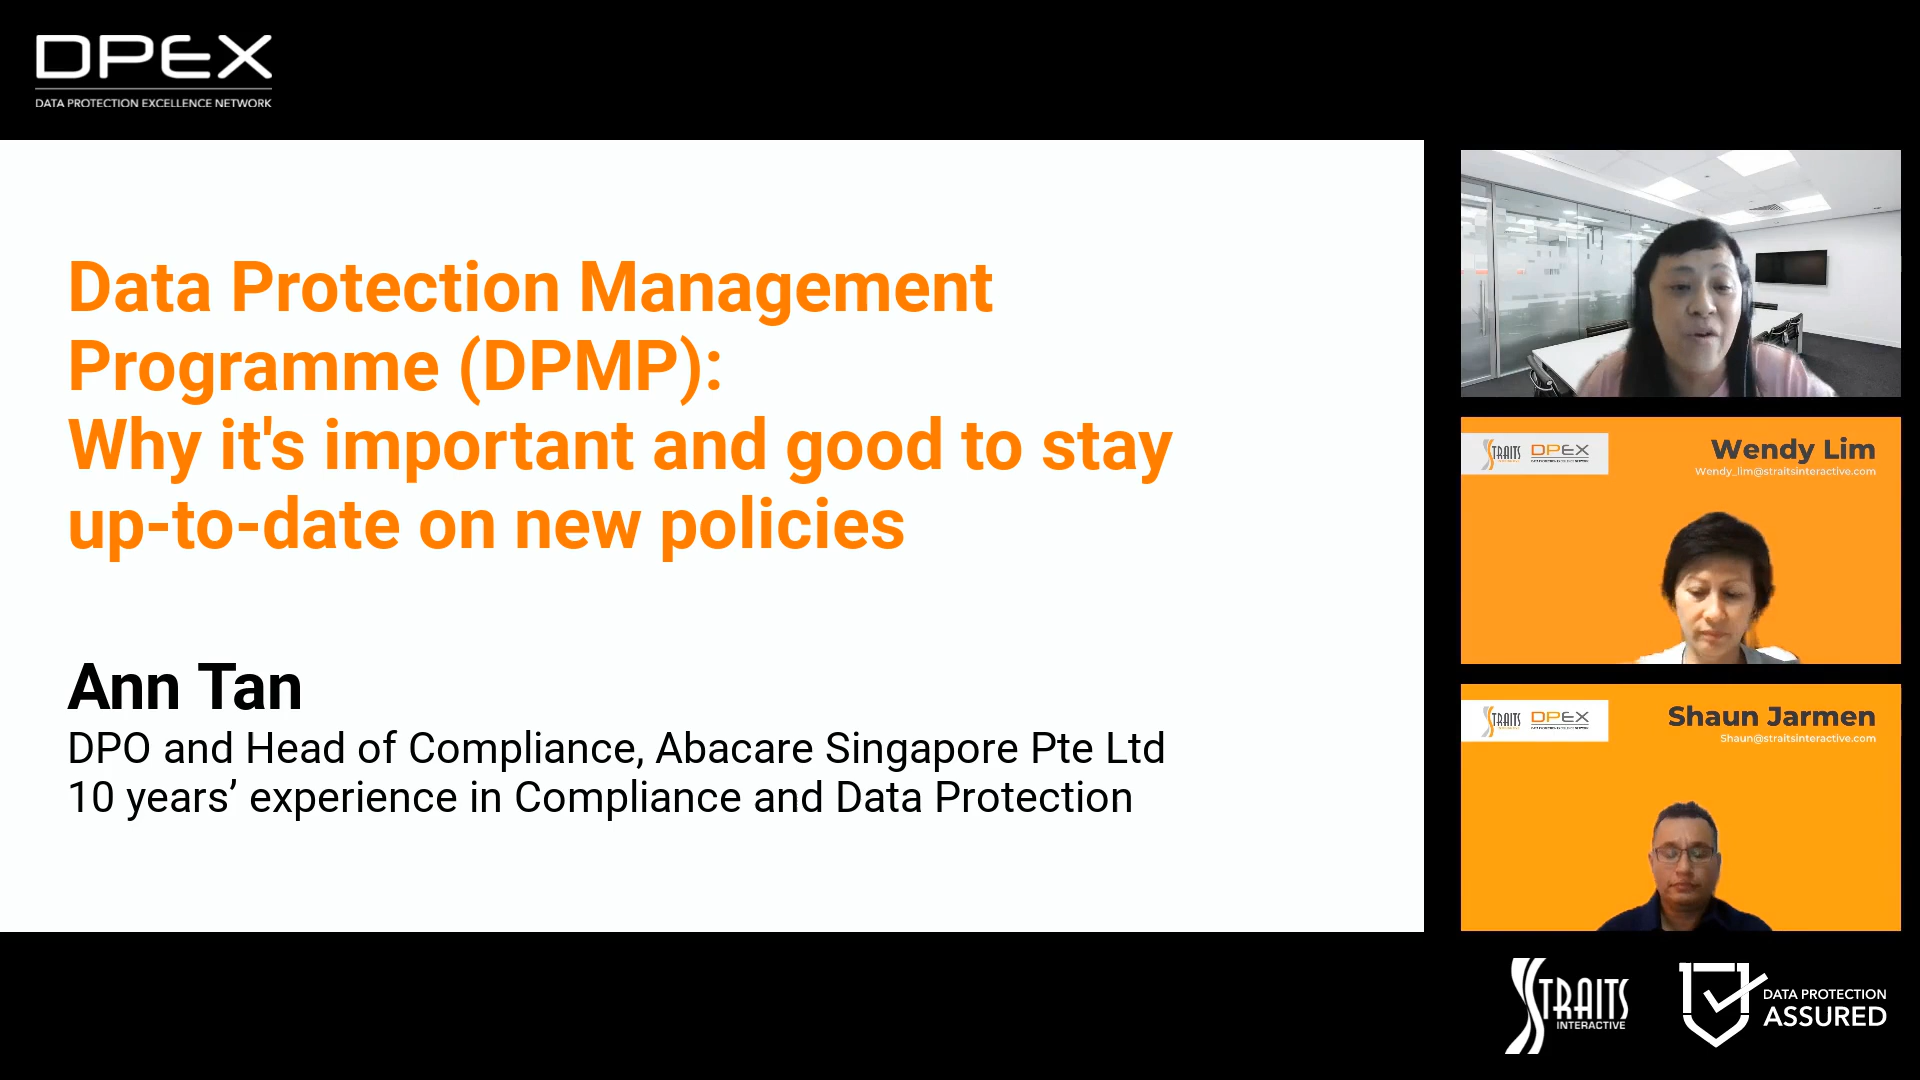 DPEX
DATA PROTECTION EXCELLENCE NETWORK
Data Protection Management
Programme (DPMP):
Why it's important and good to stay
up-to-date on new policies
Ann Tan
DPO and Head of Compliance, Abacare Singapore Pte Ltd
10 years’ experience in Compliance and Data Protection
STRAITS DPEX
Wendy Lim
Wendy_lim@straitsinteractive.com
STRAITS DPEX
Shaun Jarmen
Shaun@straitsinteractive.com
STRAITS
INTERACTIVE
DATA PROTECTION
ASSURED